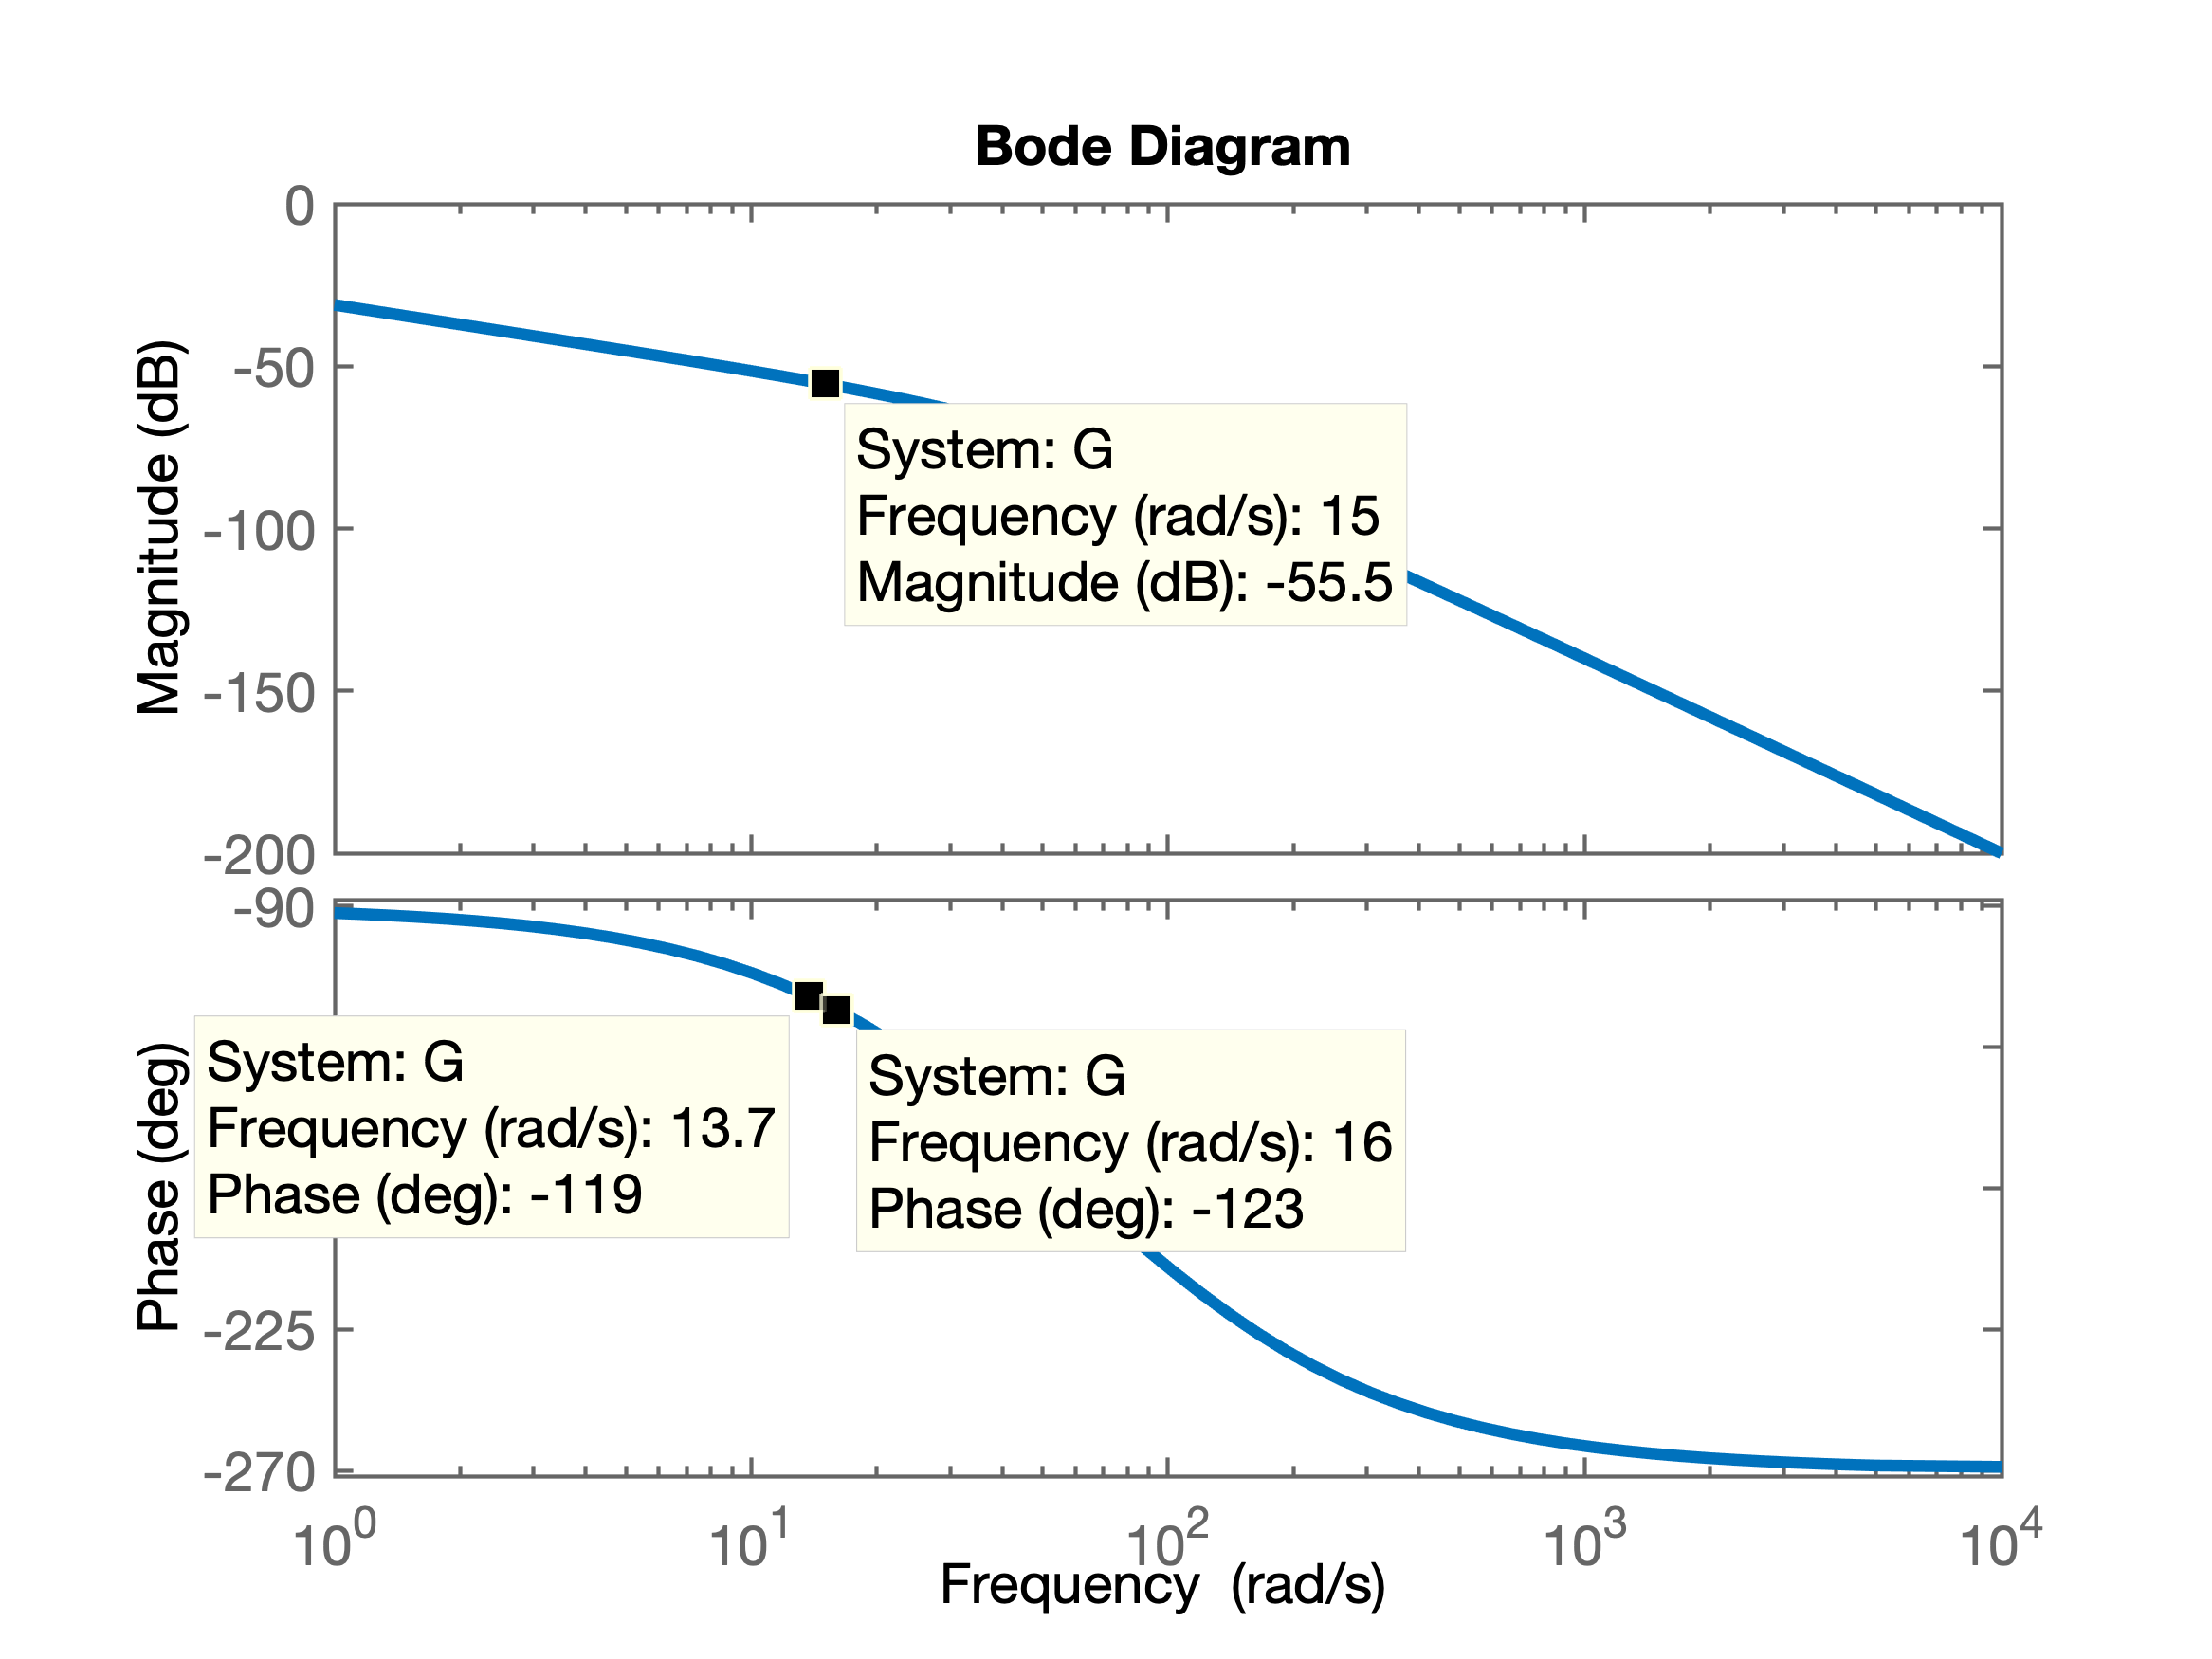 Bode Diagram
0
-50
-100
-150
-200
Magnitude (dB)
System: G
Frequency (rad/s): 15
Magnitude (dB): -55.5
-90
-225
-270
Phase (deg)
System: G
Frequency (rad/s): 13.7
Phase (deg): -119
System: G
Frequency (rad/s): 16
Phase (deg): -123
10^0 10^1 10^2 10^3 10^4
Frequency (rad/s)